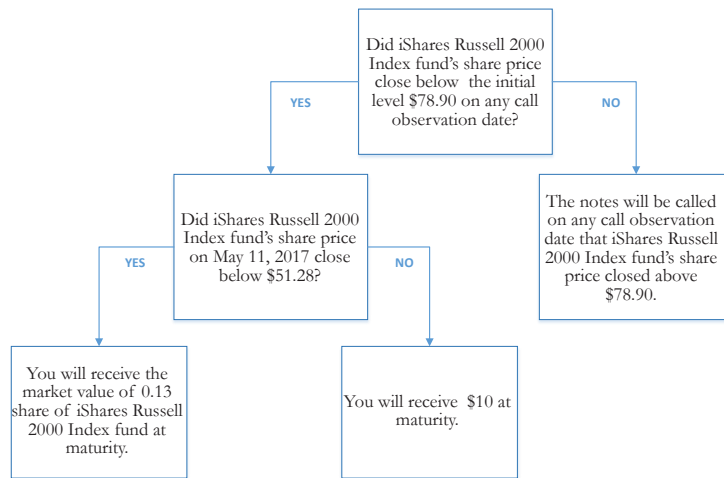 Did iShares Russell 2000
Index fund's share price
close below the initial
level $78.90 on any call
observation date?
YES
NO
Did iShares Russell 2000
Index fund's share price
on May 11, 2017 close
below $51.28?
The notes will be called
on any call observation
date that iShares Russell
2000 Index fund's share
price closed above
$78.90.
YES
NO
You will receive the
market value of 0.13
share of iShares Russell
2000 Index fund at
maturity.
You will receive $10 at
maturity.